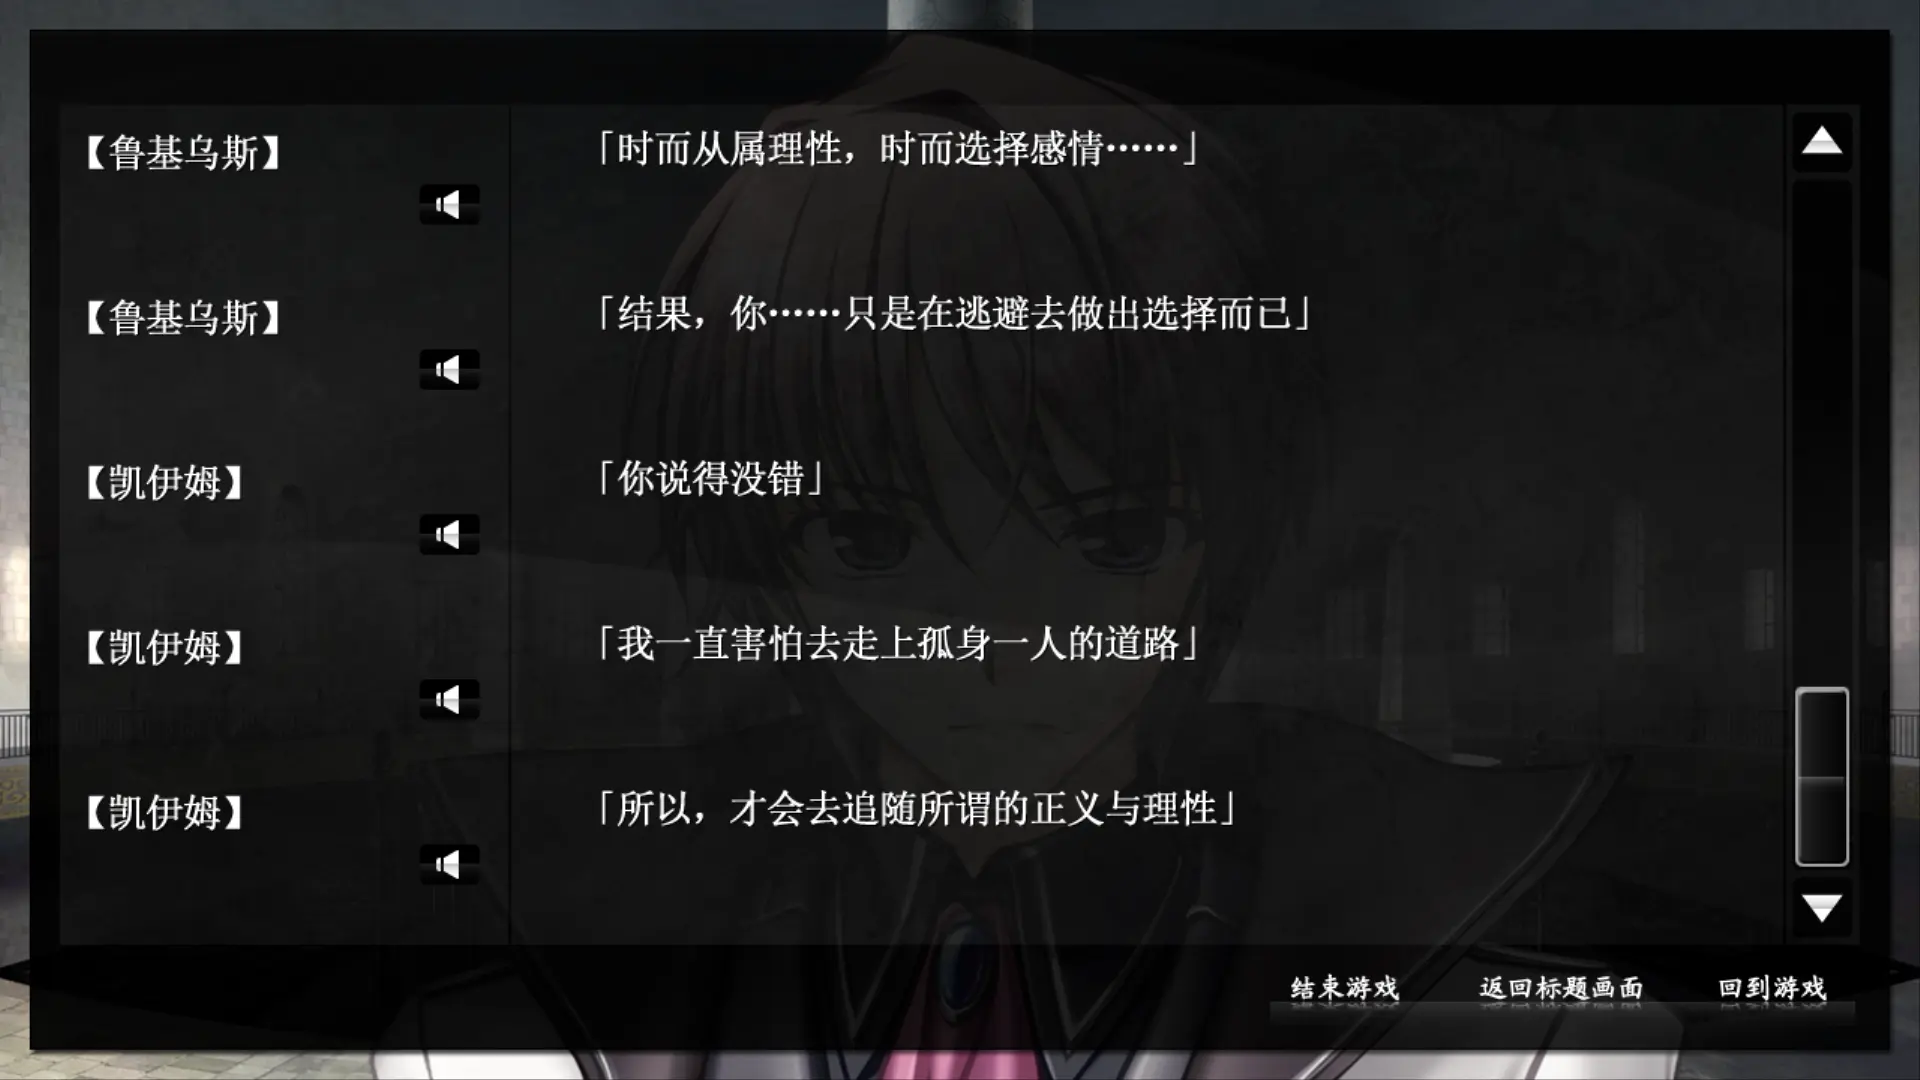 【鲁基乌斯】
「时而从属理性，时而选择感情……」
【鲁基乌斯】
「结果，你……只是在逃避去做出选择而已」
【凯伊姆】
「你说得没错」
【凯伊姆】
「我一直害怕去走上孤身一人的道路」
【凯伊姆】
「所以，才会去追随所谓的正义与理性」
结束游戏
返回标题画面
回到游戏